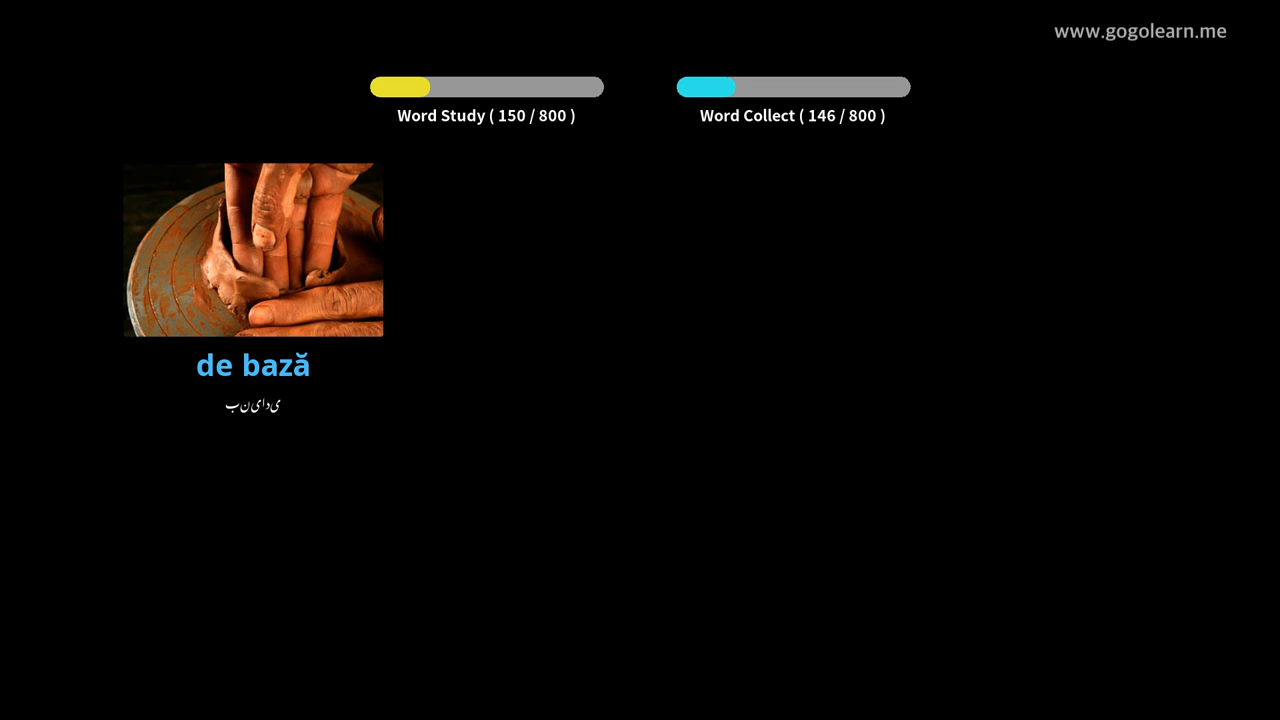 www.gogolearn.me
Word Study ( 150 / 800 )
Word Collect ( 146 / 800 )
de bază
بنیادی